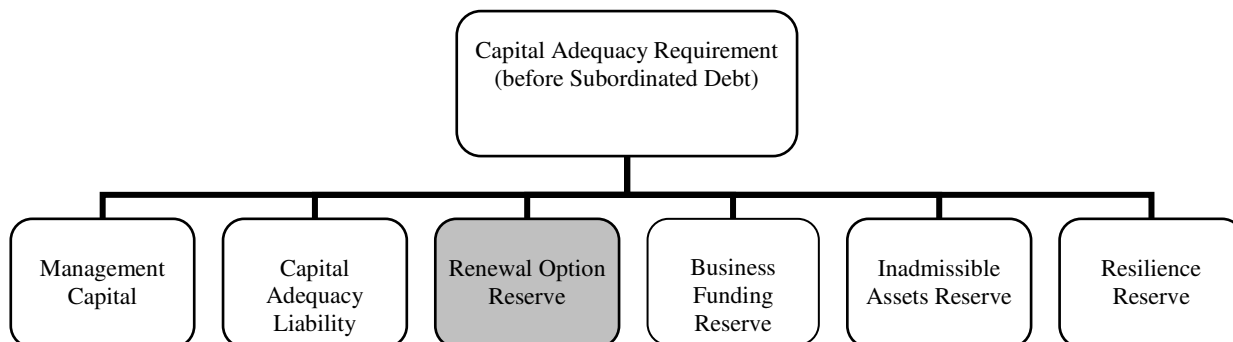 Capital Adequacy Requirement
(before Subordinated Debt)
Management
Capital
Capital
Adequacy
Liability
Renewal Option
Reserve
Business
Funding
Reserve
Inadmissible
Assets Reserve
Resilience
Reserve